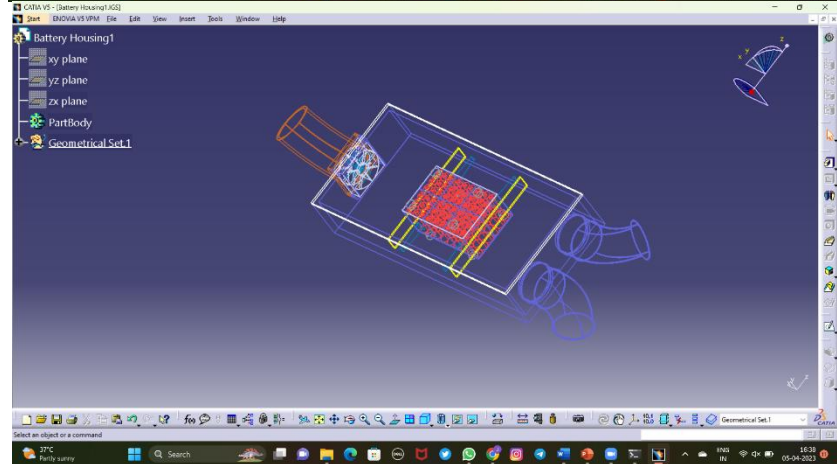 CATIA V5 - [Battery Housing1.IGS]
Start ENOVIA V5 VPM File Edit View Insert Tools Window Help
Battery Housing1
xy plane
yz plane
zx plane
PartBody
Geometrical Set.1
z
x
y
Geometrical Set.1
CATIA
Select an object or a command
37°C
Partly sunny
Search
ENG
IN
16:38
05-04-2023